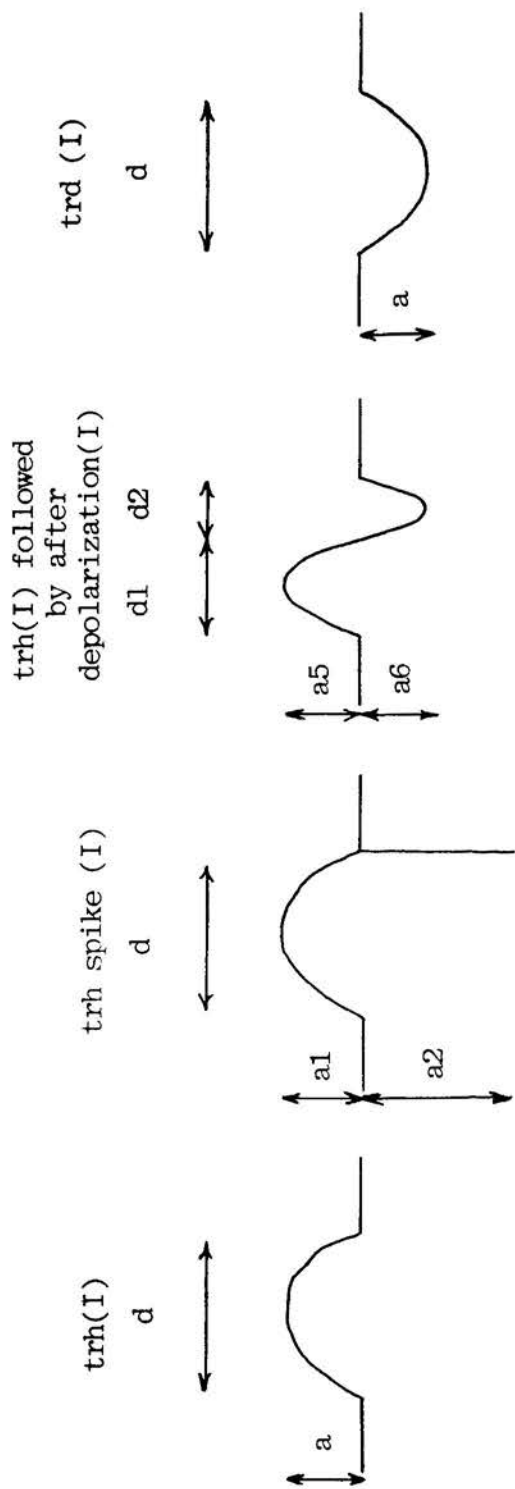 trh(I)
d
a
trh spike (I)
d
a1
a2
trh(I) followed
by after
depolarization(I)
d1
d2
a5
a6
trd (I)
d
a